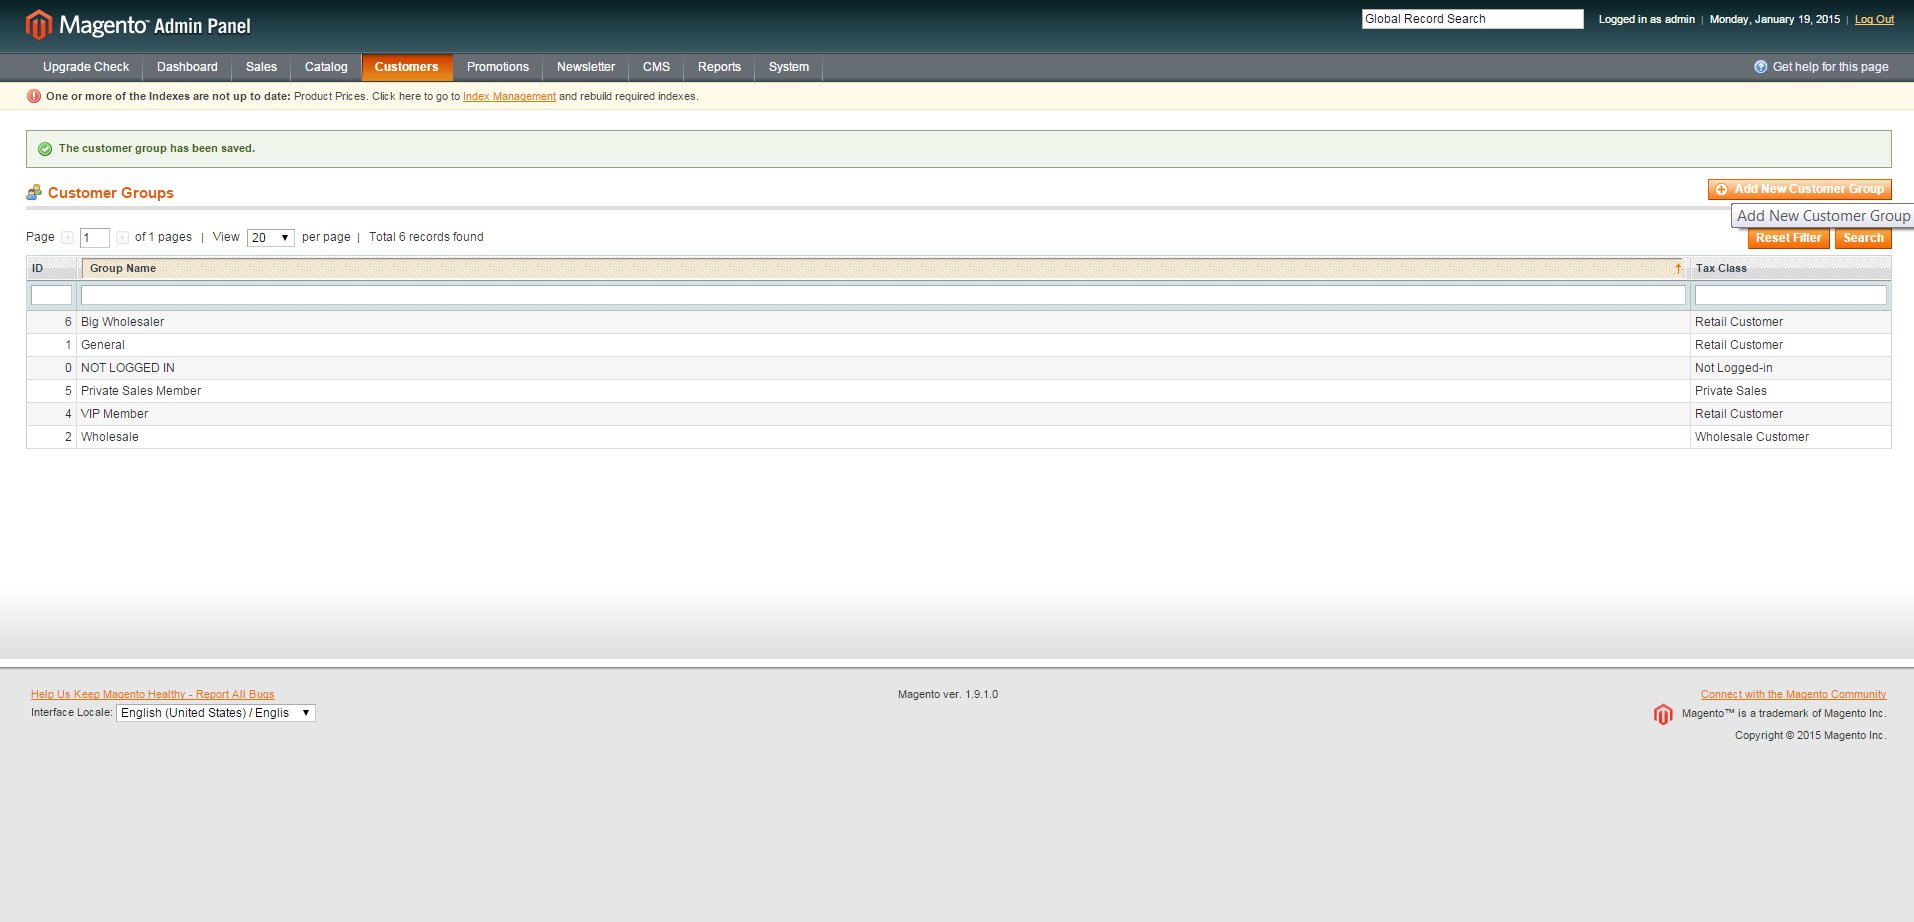 Magento™ Admin Panel
Global Record Search
Logged in as admin | Monday, January 19, 2015 | Log Out
Upgrade Check Dashboard Sales Catalog Customers Promotions Newsletter CMS Reports System Get help for this page
One or more of the Indexes are not up to date: Product Prices. Click here to go to Index Management and rebuild required indexes.
The customer group has been saved.
Customer Groups
Add New Customer Group
Add New Customer Group
Page 1 of 1 pages | View 20 per page | Total 6 records found
Reset Filter Search
ID Group Name Tax Class
6 Big Wholesaler Retail Customer
1 General Retail Customer
0 NOT LOGGED IN Not Logged-in
5 Private Sales Member Private Sales
4 VIP Member Retail Customer
2 Wholesale Wholesale Customer
Help Us Keep Magento Healthy - Report All Bugs
Interface Locale: English (United States) / Englis
Magento ver. 1.9.1.0
Connect with the Magento Community
Magento™ is a trademark of Magento Inc.
Copyright © 2015 Magento Inc.